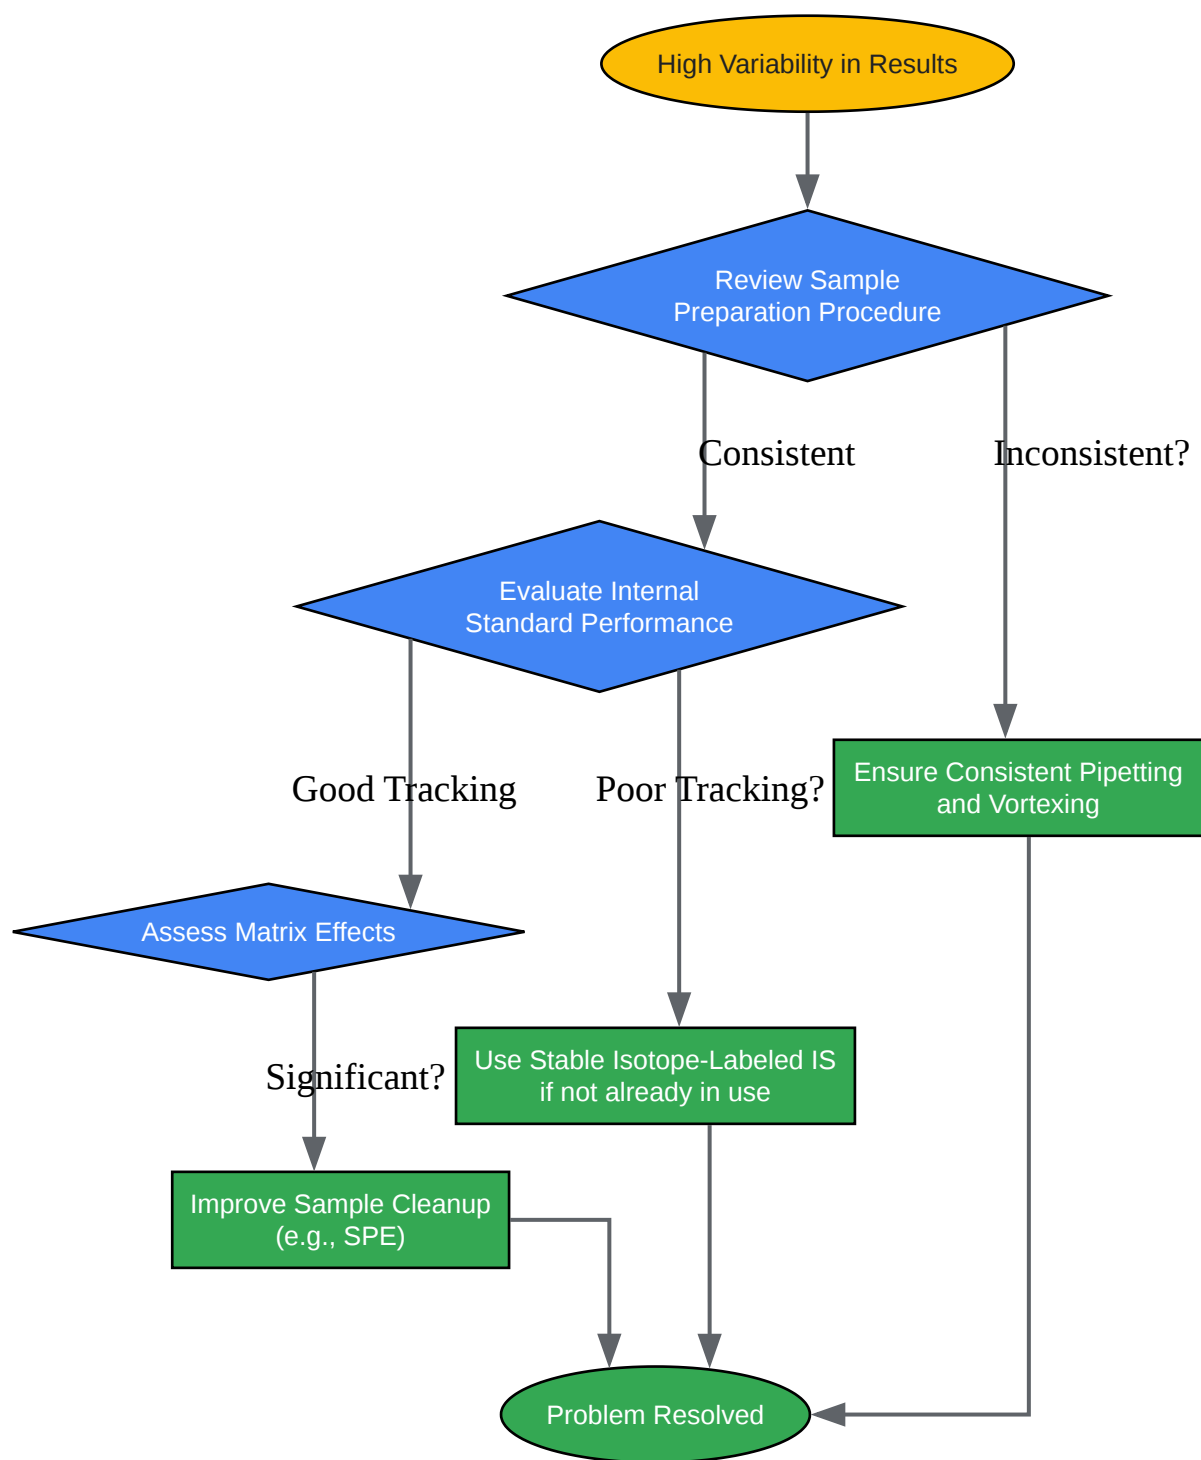 High Variability in Results
Review Sample
Preparation Procedure
Consistent
Inconsistent?
Evaluate Internal
Standard Performance
Good Tracking
Poor Tracking?
Ensure Consistent Pipetting
and Vortexing
Assess Matrix Effects
Significant?
Use Stable Isotope-Labeled IS
if not already in use
Improve Sample Cleanup
(e.g., SPE)
Problem Resolved